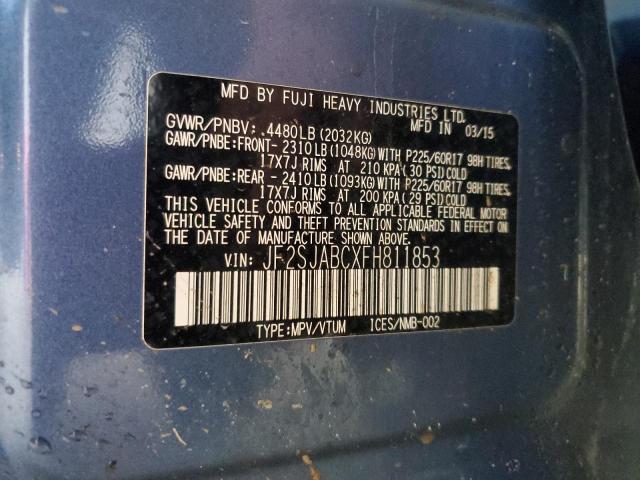 MFD BY FUJI HEAVY INDUSTRIES LTD.
GVWR/PNBV: 4480LB(2032KG) MFD IN 03/15
GAWR/PNBE:FRONT- 2310LB(1048KG)WITH P225/60R17 98H TIRES,
17X7J RIMS AT 210 KPA(30 PSI)COLD
GAWR/PNBE:REAR - 2410LB(1093KG)WITH P225/60R17 98H TIRES,
17X7J RIMS AT 200 KPA(29 PSI)COLD
THIS VEHICLE CONFORMS TO ALL APPLICABLE FEDERAL MOTOR
VEHICLE SAFETY AND THEFT PREVENTION STANDARDS IN EFFECT ON
THE DATE OF MANUFACTURE SHOWN ABOVE.
VIN: JF2SJABCXFH811853
TYPE:MPV/VTUM ICES/NMB-002